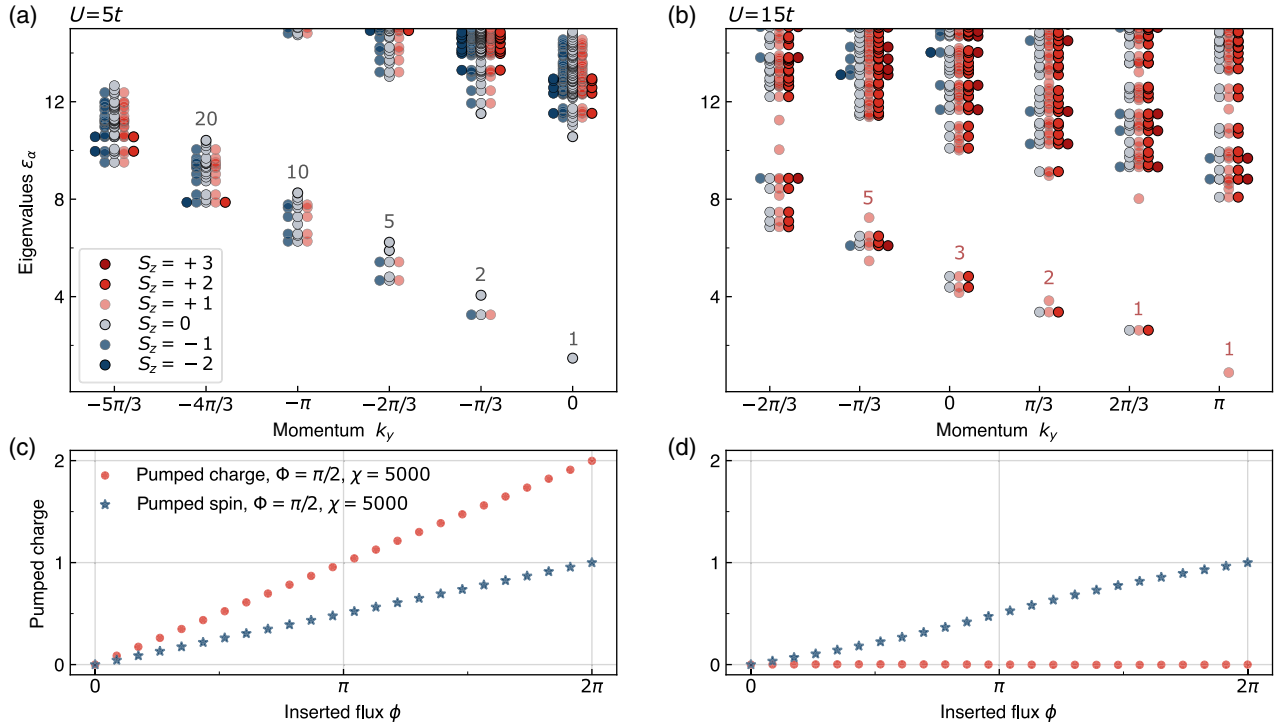 (a) U=5t
Eigenvalues ε_α
12
8
4
20
10
5
2
1
S_z = +3
S_z = +2
S_z = +1
S_z = 0
S_z = −1
S_z = −2
−5π/3 −4π/3 −π −2π/3 −π/3 0
Momentum k_y
(b) U=15t
12
8
4
5
3
2
1
1
−2π/3 −π/3 0 π/3 2π/3 π
Momentum k_y
(c)
Pumped charge
2
1
0
Pumped charge, Φ = π/2, χ = 5000
Pumped spin, Φ = π/2, χ = 5000
0 π 2π
Inserted flux ϕ
(d)
2
1
0
0 π 2π
Inserted flux ϕ